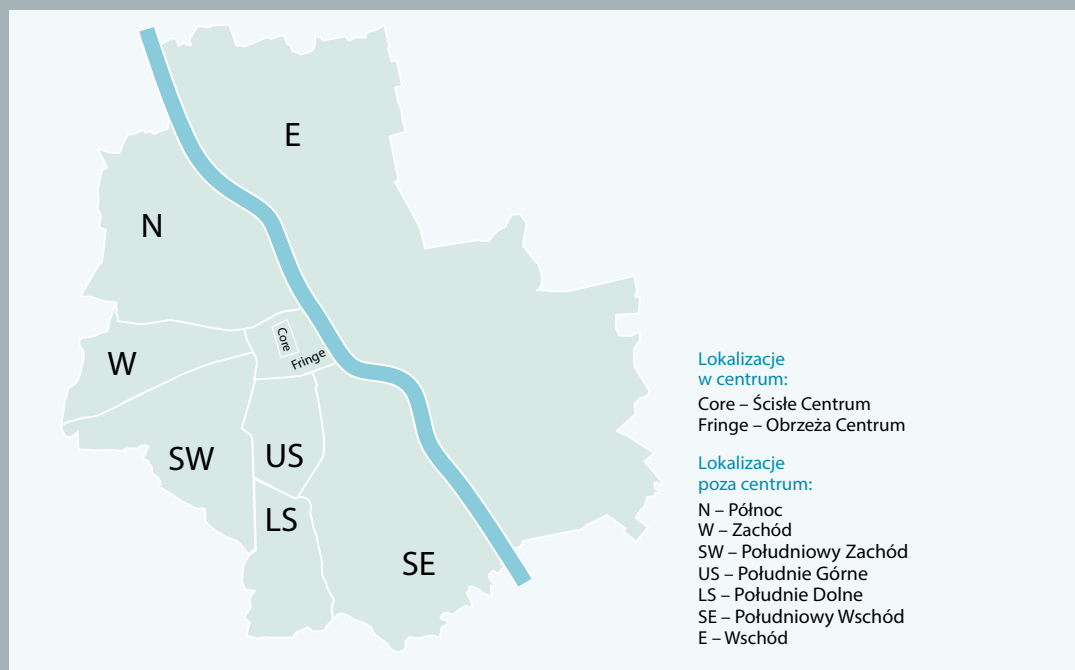 E
N
Core
Fringe
W
SW
US
LS
SE
Lokalizacje
w centrum:
Core – Ścisłe Centrum
Fringe – Obrzeża Centrum
Lokalizacje
poza centrum:
N – Północ
W – Zachód
SW – Południowy Zachód
US – Południe Górne
LS – Południe Dolne
SE – Południowy Wschód
E – Wschód